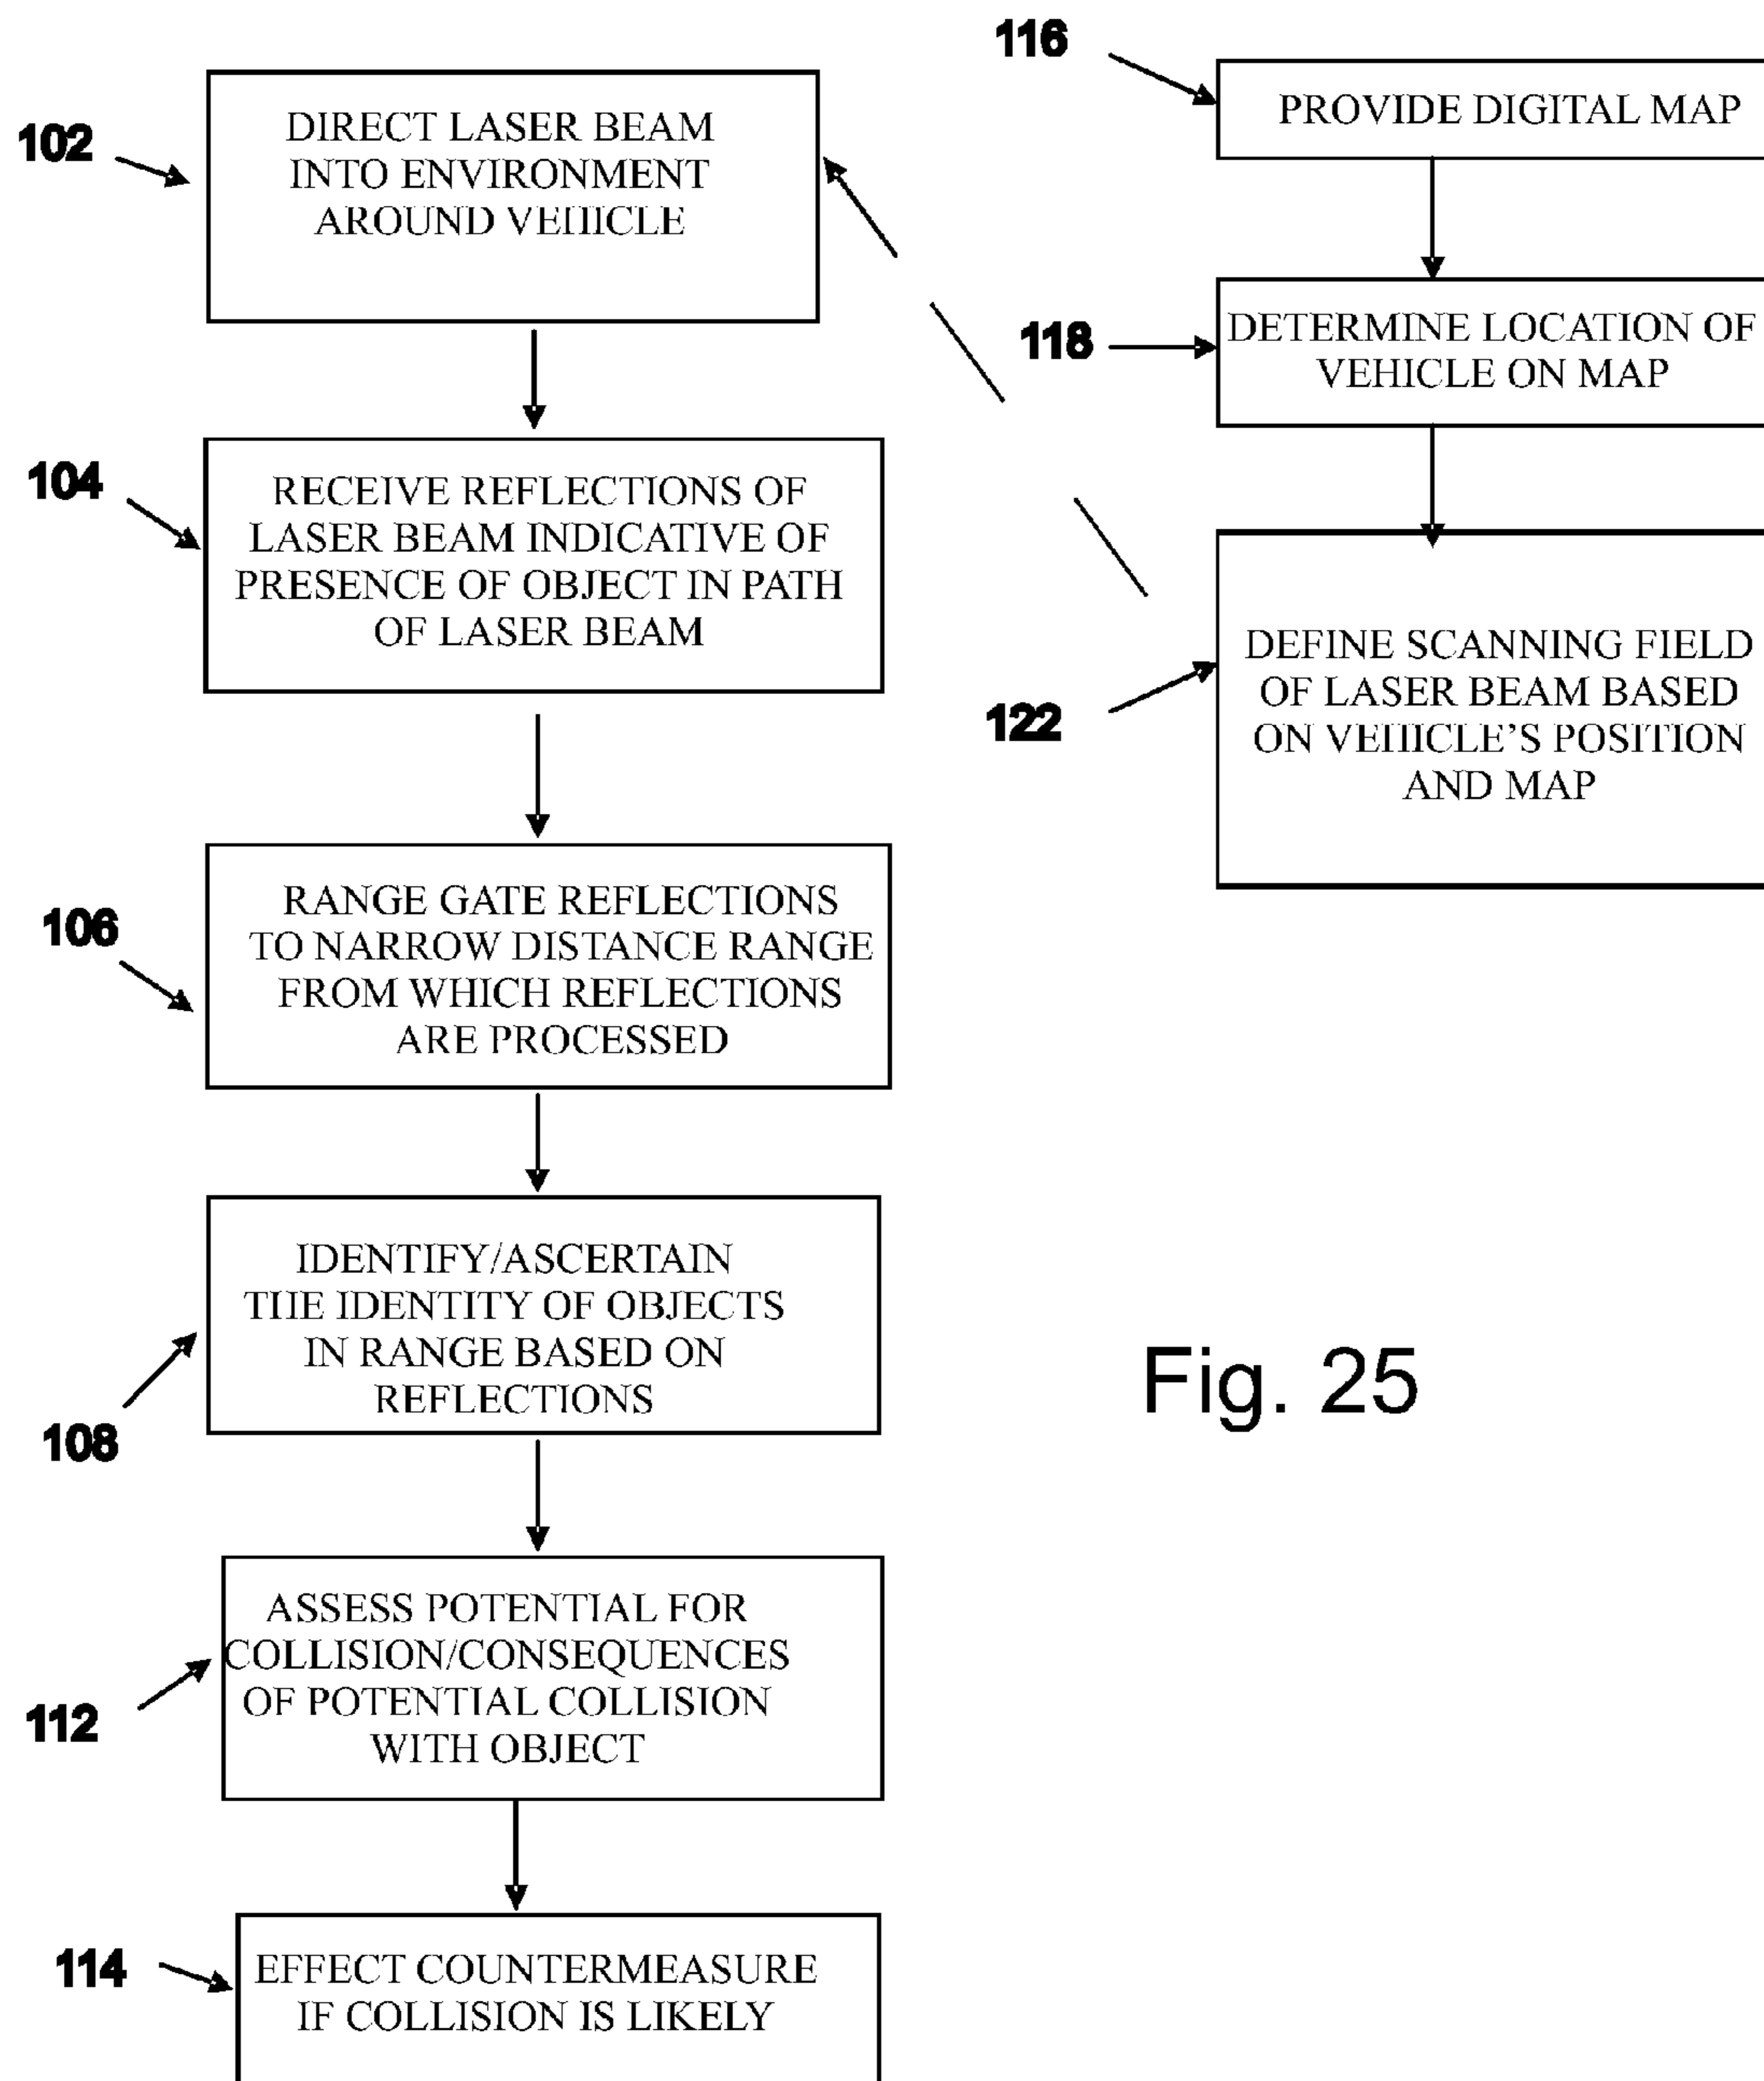 102
DIRECT LASER BEAM
INTO ENVIRONMENT
AROUND VEHICLE
104
RECEIVE REFLECTIONS OF
LASER BEAM INDICATIVE OF
PRESENCE OF OBJECT IN PATH
OF LASER BEAM
106
RANGE GATE REFLECTIONS
TO NARROW DISTANCE RANGE
FROM WHICH REFLECTIONS
ARE PROCESSED
108
IDENTIFY/ASCERTAIN
THE IDENTITY OF OBJECTS
IN RANGE BASED ON
REFLECTIONS
112
ASSESS POTENTIAL FOR
COLLISION/CONSEQUENCES
OF POTENTIAL COLLISION
WITH OBJECT
114
EFFECT COUNTERMEASURE
IF COLLISION IS LIKELY
116
PROVIDE DIGITAL MAP
118
DETERMINE LOCATION OF
VEHICLE ON MAP
122
DEFINE SCANNING FIELD
OF LASER BEAM BASED
ON VEHICLE'S POSITION
AND MAP
Fig. 25